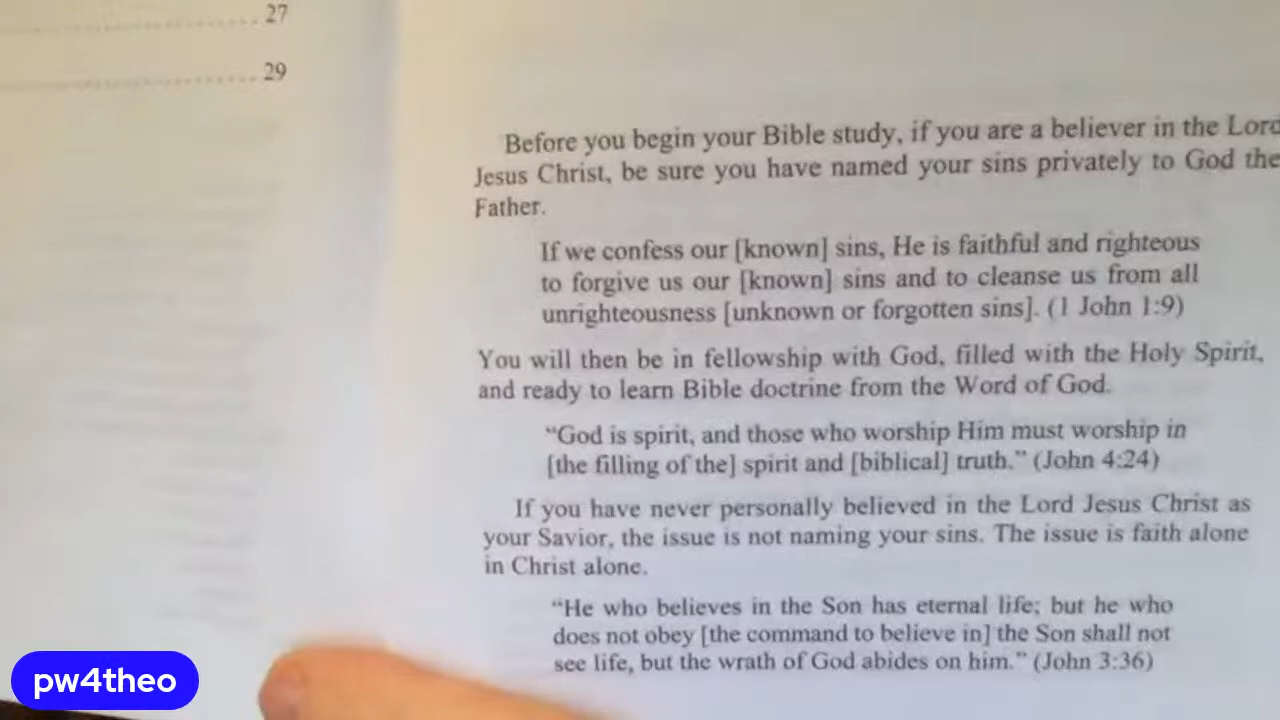 27
29
Before you begin your Bible study, if you are a believer in the Lord
Jesus Christ, be sure you have named your sins privately to God the
Father.
If we confess our [known] sins, He is faithful and righteous
to forgive us our [known] sins and to cleanse us from all
unrighteousness [unknown or forgotten sins]. (1 John 1:9)
You will then be in fellowship with God, filled with the Holy Spirit,
and ready to learn Bible doctrine from the Word of God.
“God is spirit, and those who worship Him must worship in
[the filling of the] spirit and [biblical] truth.” (John 4:24)
If you have never personally believed in the Lord Jesus Christ as
your Savior, the issue is not naming your sins. The issue is faith alone
in Christ alone.
“He who believes in the Son has eternal life; but he who
does not obey [the command to believe in] the Son shall not
see life, but the wrath of God abides on him.” (John 3:36)
pw4theo